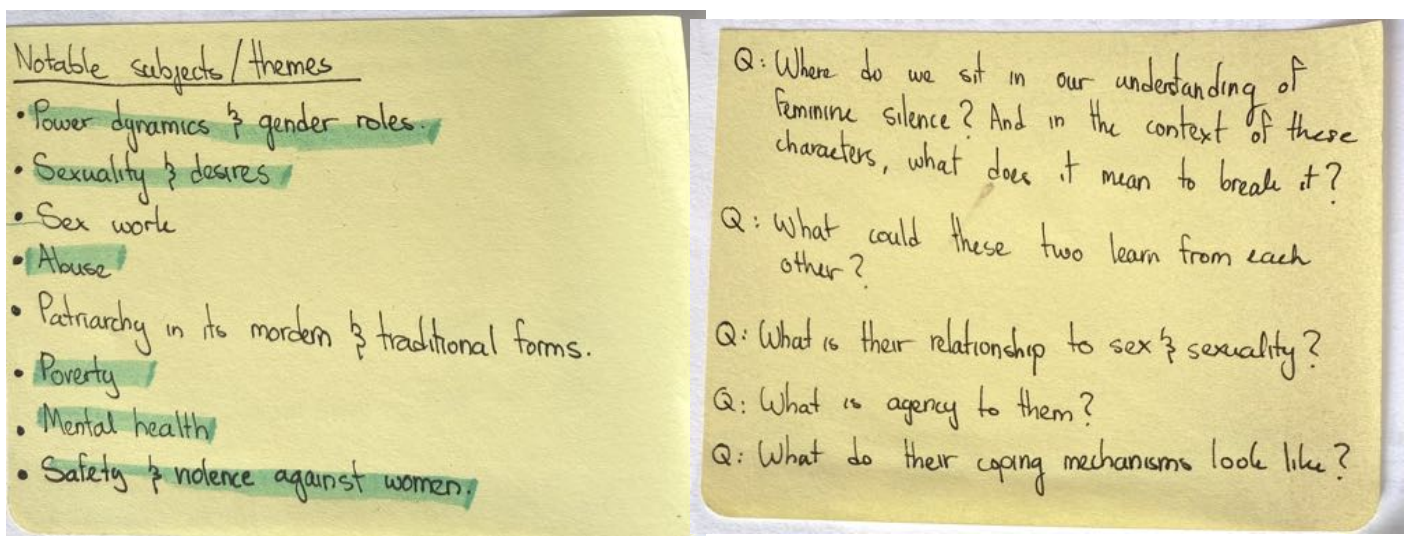 Notable subjects/themes
• Power dynamics & gender roles.
• Sexuality & desires
• Sex work
• Abuse
• Patriarchy in its mordern & traditional forms.
• Poverty
• Mental health
• Safety & violence against women.
Q: Where do we sit in our understanding of
feminine silence? And in the context of these
characters, what does it mean to break it?
Q: What could these two learn from each
other?
Q: What is their relationship to sex & sexuality?
Q: What is agency to them?
Q: What do their coping mechanisms look like?